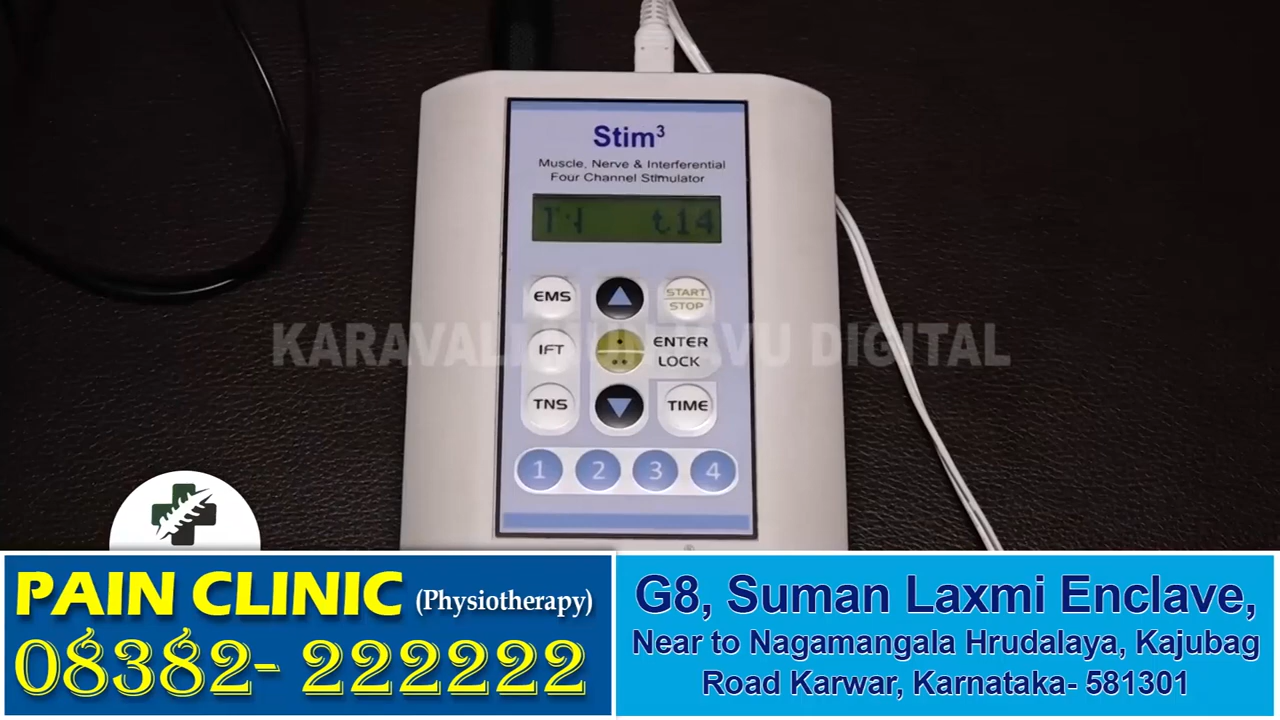 Stim³
Muscle, Nerve & Interferential
Four Channel Stimulator
t14
EMS
START
STOP
IFT
ENTER
LOCK
TNS
TIME
1 2 3 4
DIGITAL
PAIN CLINIC (Physiotherapy)
08382- 222222
G8, Suman Laxmi Enclave,
Near to Nagamangala Hrudalaya, Kajubag
Road Karwar, Karnataka- 581301